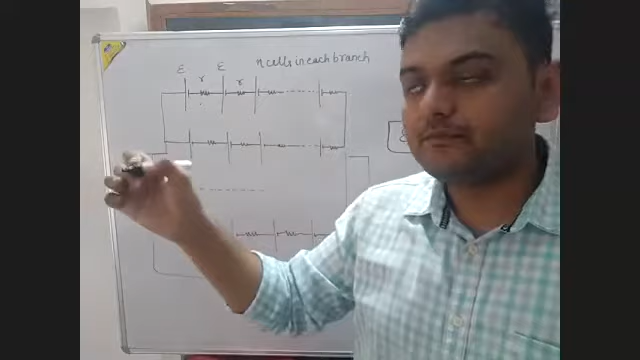 n cells in each branch
ε ε
r r